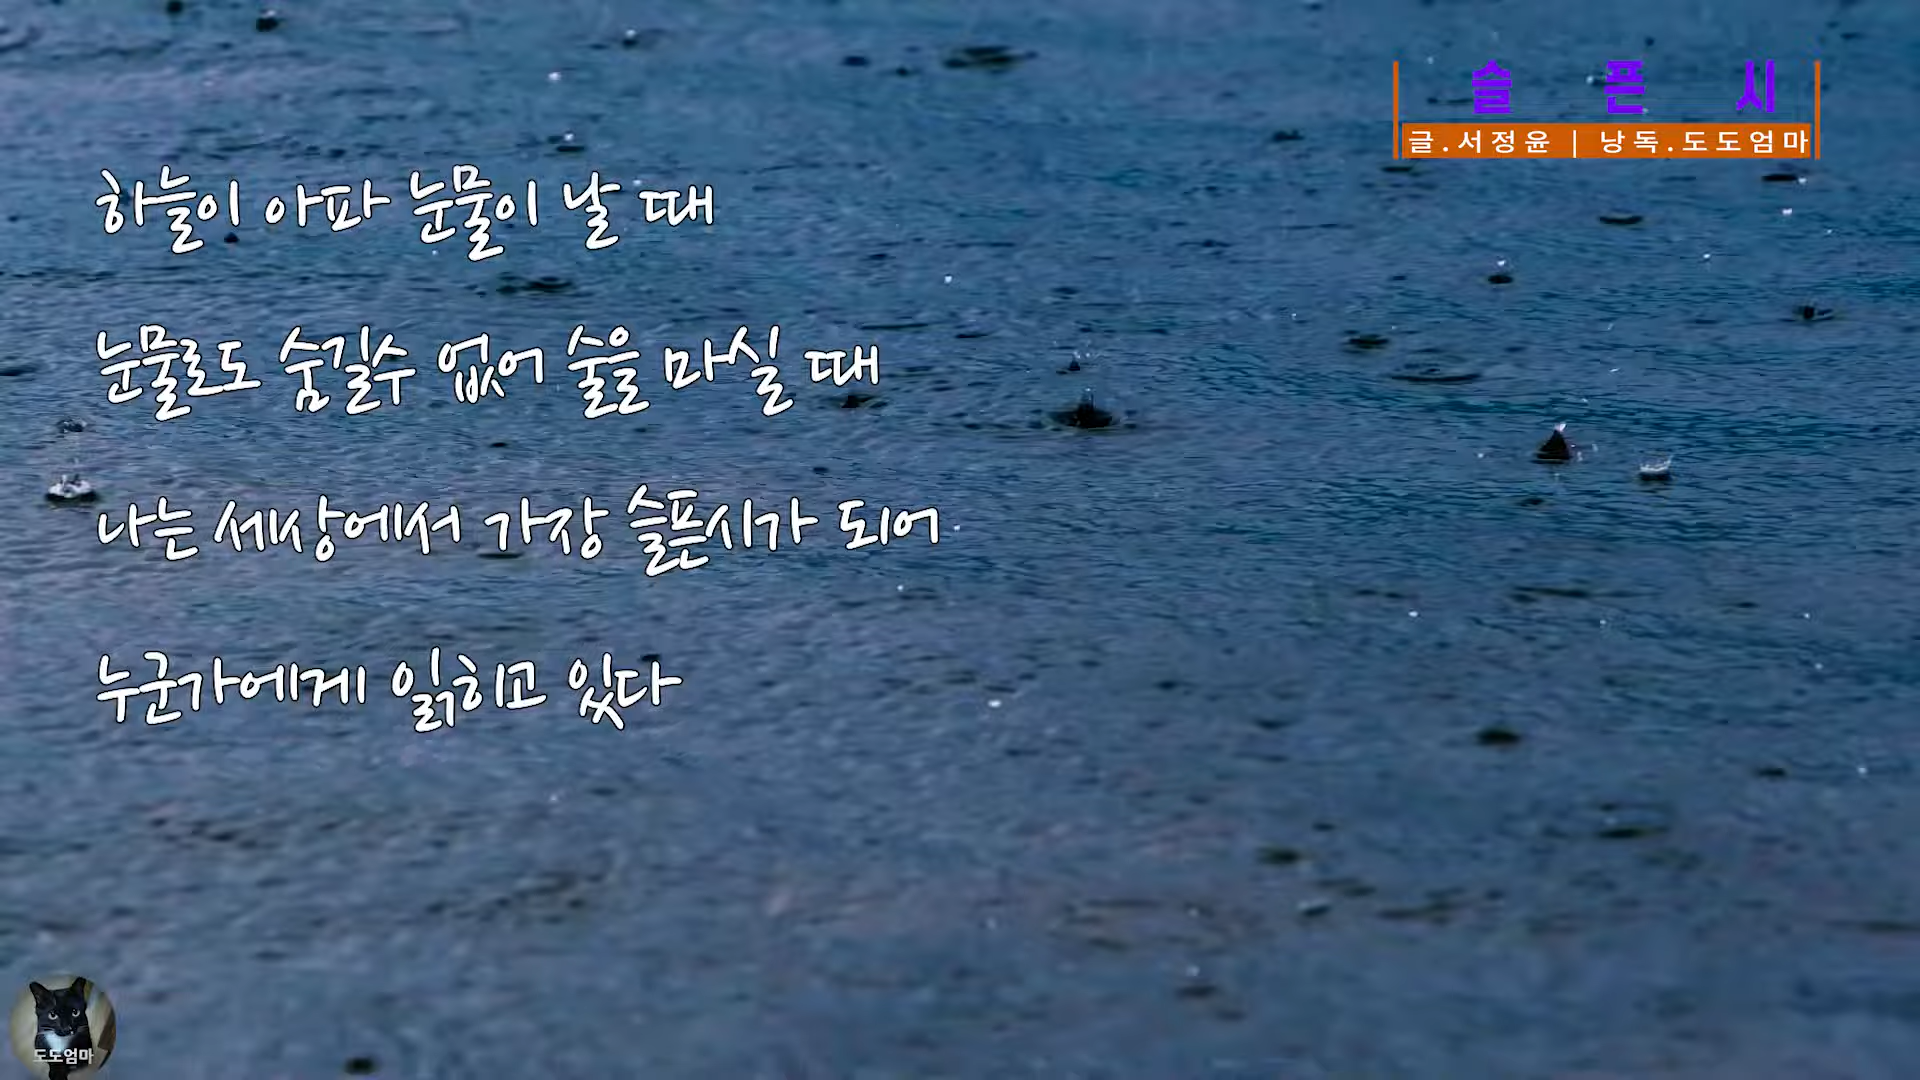 슬 픈 시
글.서정윤 | 낭독.도도엄마
하늘이 아파 눈물이 날 때
눈물로도 숨길수 없어 술을 마실 때
나는 세상에서 가장 슬픈시가 되어
누군가에게 읽히고 있다
도도엄마